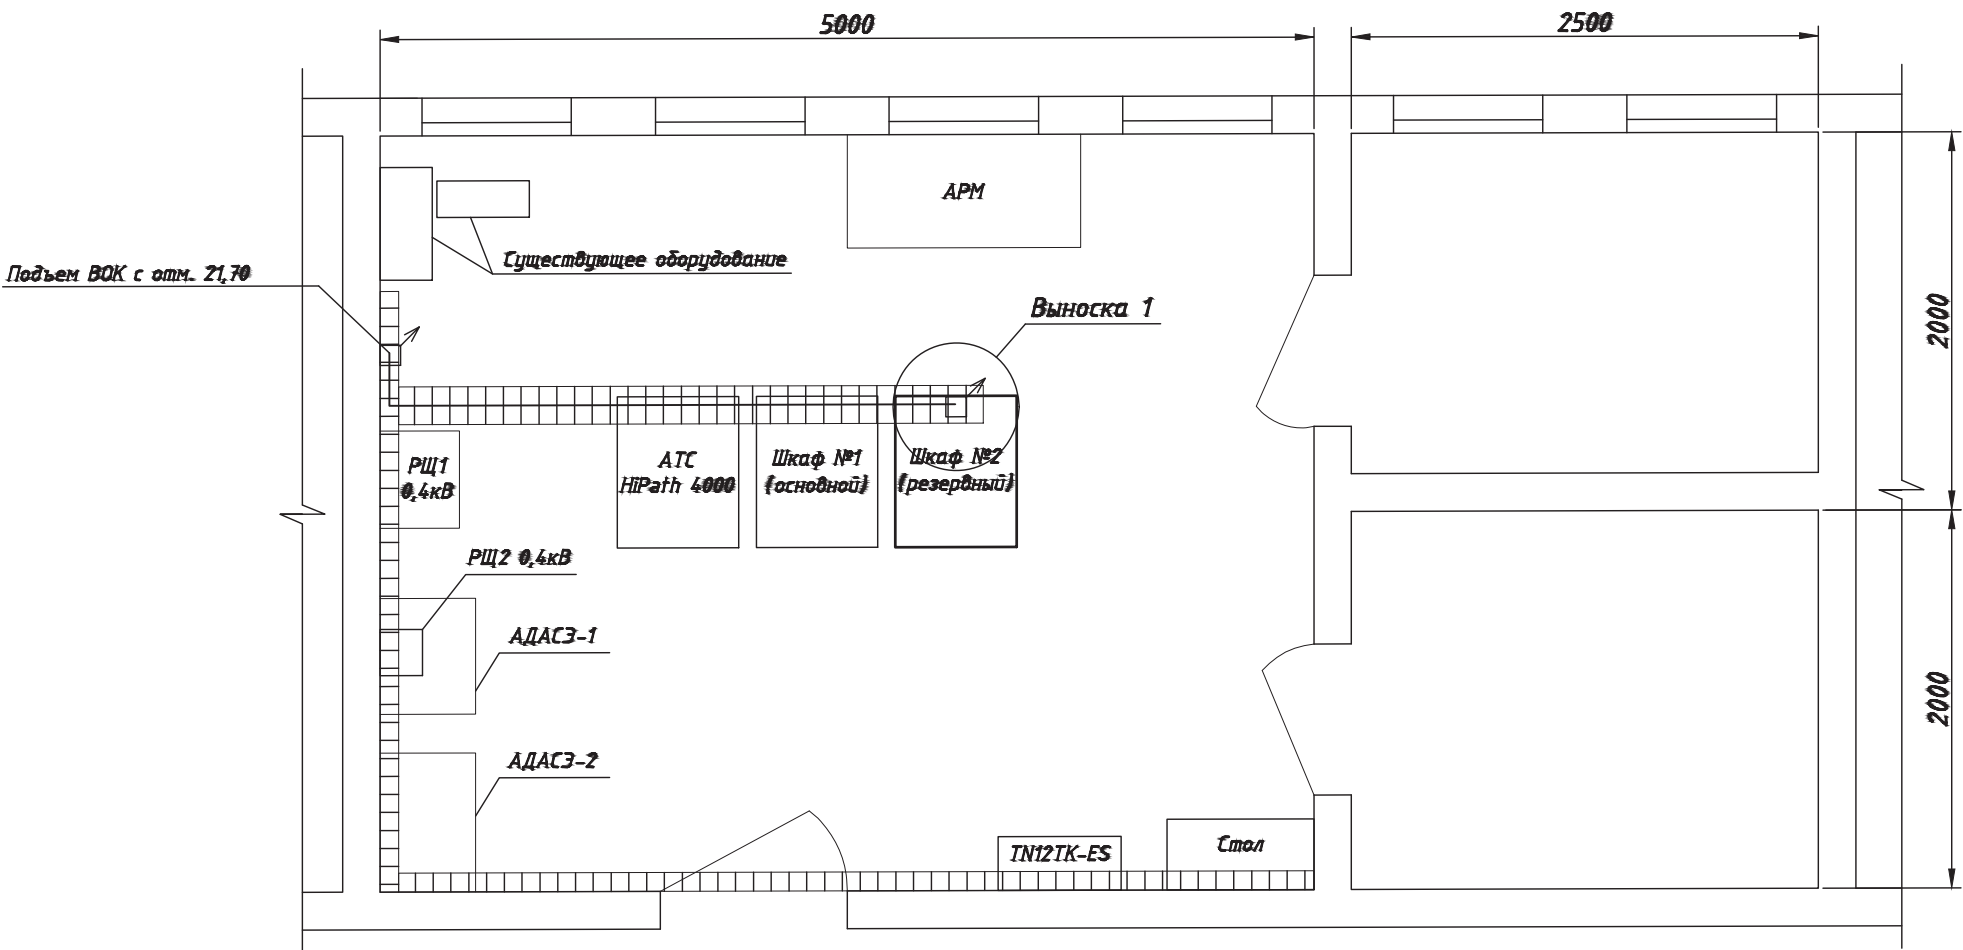 5000
2500
АРМ
Существующее оборудование
Подъем ВОК с отм. 21,70
Выноска 1
2000
РЩ1
0,4кВ
АТС
HiPath 4000
Шкаф №1
(основной)
Шкаф №2
(резервный)
РЩ2 0,4кВ
АДАСЭ-1
2000
АДАСЭ-2
TN12TK-ES
Стол